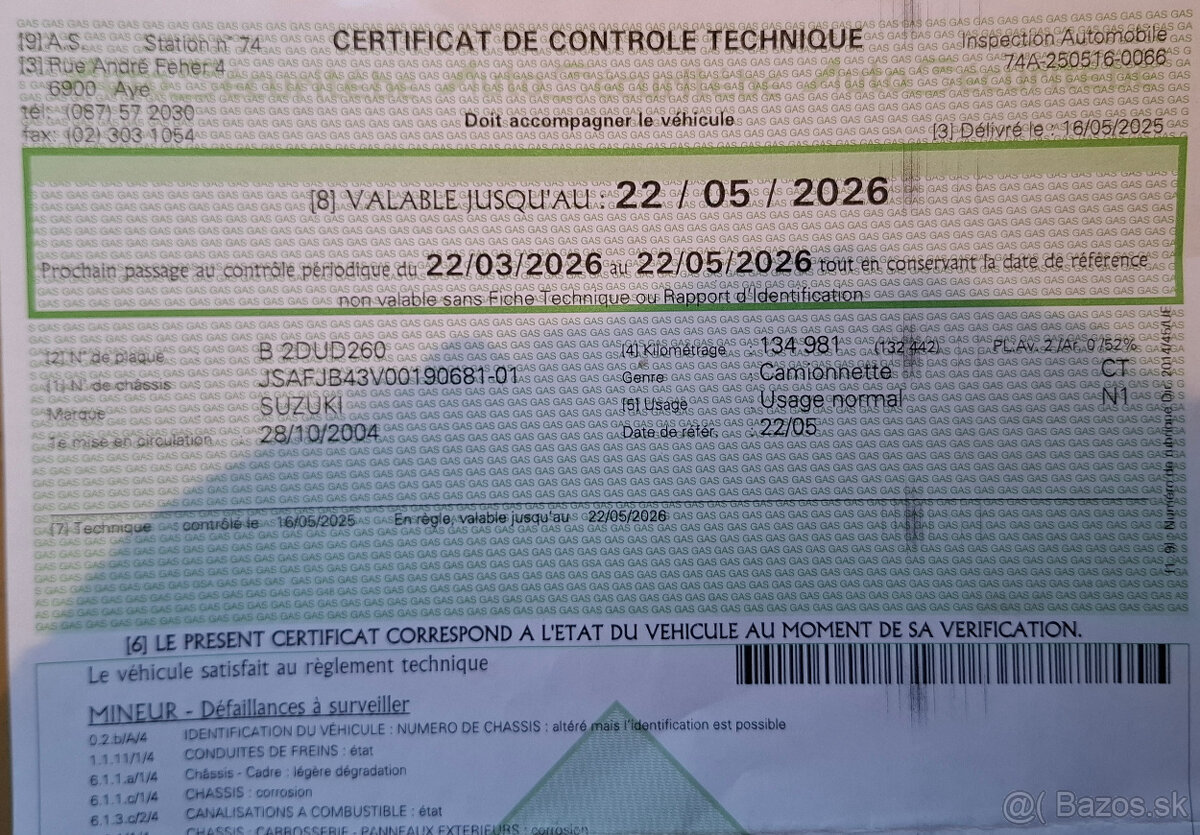 [9] A.S. Station n° 74 CERTIFICAT DE CONTROLE TECHNIQUE Inspection Automobile
[3] Rue André Feher 4 74A-250516-0066
6900 Aye
tél: (087) 57 2030 Doit accompagner le véhicule
fax: (02) 303 1054 [3] Délivré le : 16/05/2025
[8] VALABLE JUSQU'AU : 22 / 05 / 2026
Prochain passage au contrôle périodique du 22/03/2026 au 22/05/2026 tout en conservant la date de référence
non valable sans Fiche Technique ou Rapport d'Identification
[2] N° de plaque : B 2DUD260 [4] Kilométrage : 134.981 (132.442) PL.Av. 2 /Ar. 0 /52%
[1] N° de châssis : JSAFJB43V00190681-01 Genre : Camionnette CT
Marque : SUZUKI [5] Usage : Usage normal N1
1e mise en circulation : 28/10/2004 Date de référ. : 22/05
[7] Technique contrôlé le 16/05/2025 En règle, valable jusqu'au 22/05/2026
[6] LE PRESENT CERTIFICAT CORRESPOND A L'ETAT DU VEHICULE AU MOMENT DE SA VERIFICATION.
Le véhicule satisfait au règlement technique
MINEUR - Défaillances à surveiller
0.2.b/A/4 IDENTIFICATION DU VÉHICULE : NUMERO DE CHASSIS : altéré mais l'identification est possible
1.1.11/1/4 CONDUITES DE FREINS : état
6.1.1.a/1/4 Châssis - Cadre : légère dégradation
6.1.1.c/1/4 CHASSIS : corrosion
6.1.3.c/2/4 CANALISATIONS A COMBUSTIBLE : état
CHASSIS : CARROSSERIE - PANNEAUX EXTERIEURS : corrosion
@( Bazos.sk